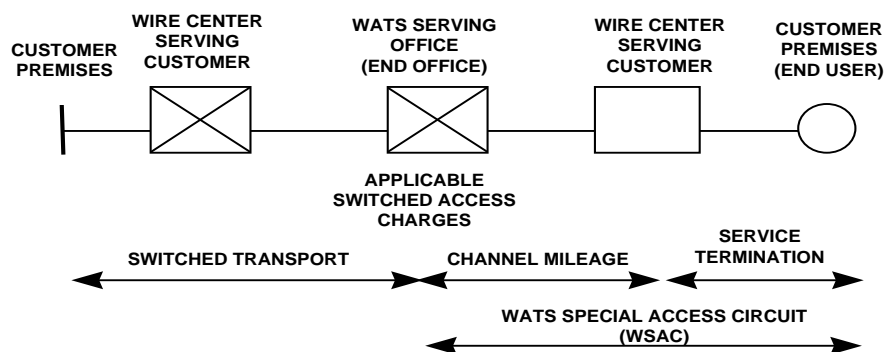 CUSTOMER
PREMISES
WIRE CENTER
SERVING
CUSTOMER
WATS SERVING
OFFICE
(END OFFICE)
WIRE CENTER
SERVING
CUSTOMER
CUSTOMER
PREMISES
(END USER)
APPLICABLE
SWITCHED ACCESS
CHARGES
SWITCHED TRANSPORT
CHANNEL MILEAGE
SERVICE
TERMINATION
WATS SPECIAL ACCESS CIRCUIT
(WSAC)